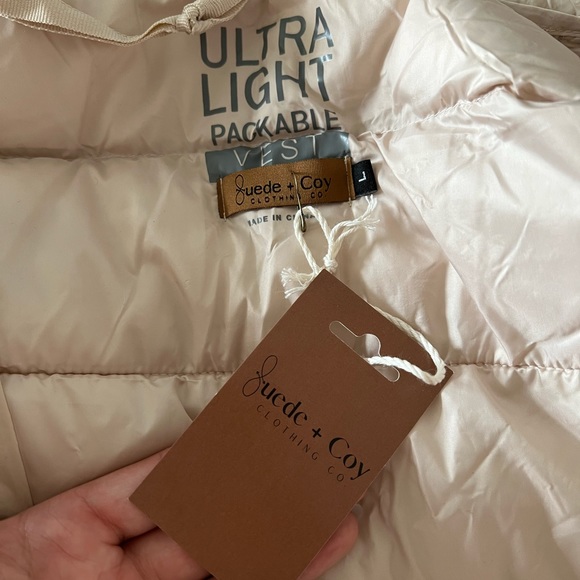 ULTRA
LIGHT
PACKABLE
VEST
Suede + Coy
CLOTHING CO
L
MADE IN CHINA
Suede + Coy
CLOTHING CO